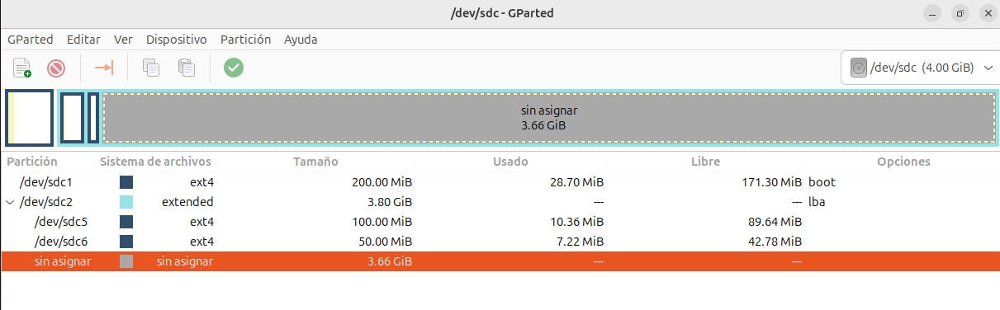 /dev/sdc - GParted
GParted Editar Ver Dispositivo Partición Ayuda
/dev/sdc (4.00 GiB)
sin asignar
3.66 GiB
Partición Sistema de archivos Tamaño Usado Libre Opciones
/dev/sdc1 ext4 200.00 MiB 28.70 MiB 171.30 MiB boot
/dev/sdc2 extended 3.80 GiB --- --- lba
/dev/sdc5 ext4 100.00 MiB 10.36 MiB 89.64 MiB
/dev/sdc6 ext4 50.00 MiB 7.22 MiB 42.78 MiB
sin asignar sin asignar 3.66 GiB --- ---